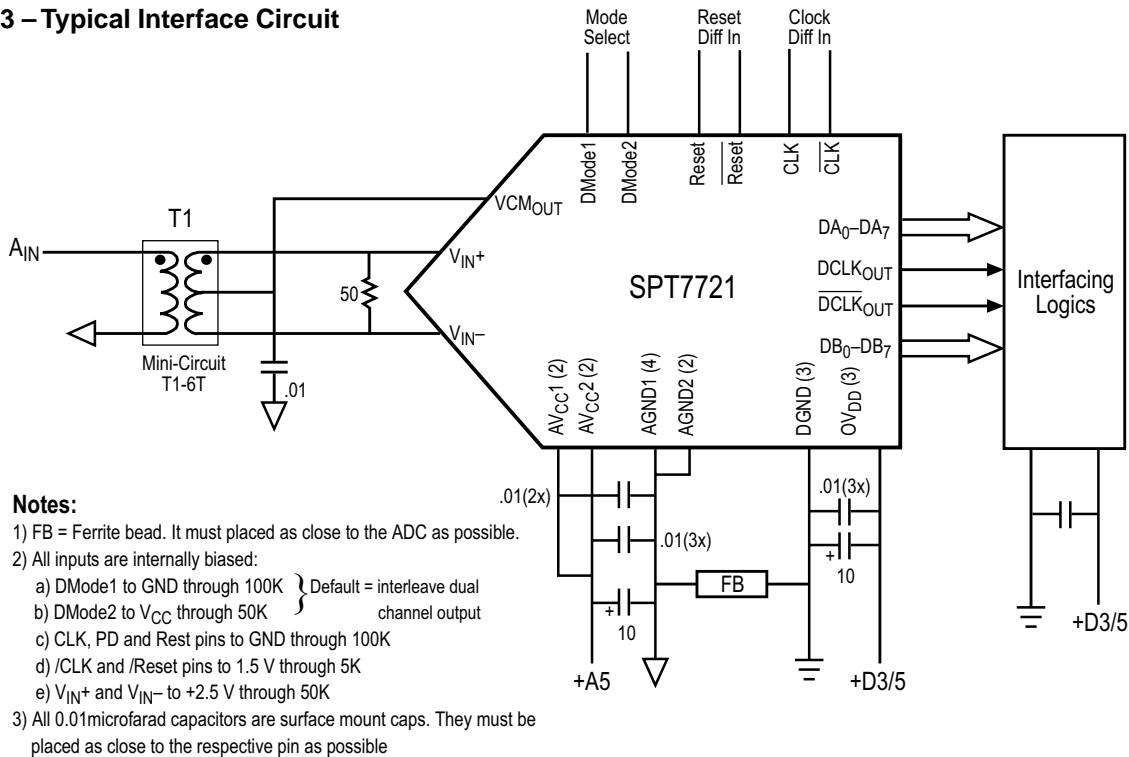 3 – Typical Interface Circuit
Mode
Select
Reset
Diff In
Clock
Diff In
DMode1
DMode2
Reset
Reset
CLK
CLK
VCMOUT
T1
AIN
VIN+
50
VIN–
Mini-Circuit
T1-6T
.01
SPT7721
DA0–DA7
DCLKOUT
DCLKOUT
DB0–DB7
Interfacing
Logics
AVCC1 (2)
AVCC2 (2)
AGND1 (4)
AGND2 (2)
DGND (3)
OVDD (3)
.01(2x)
.01(3x)
.01(3x)
+
10
FB
+
10
+A5
+D3/5
+D3/5
Notes:
1) FB = Ferrite bead. It must placed as close to the ADC as possible.
2) All inputs are internally biased:
a) DMode1 to GND through 100K } Default = interleave dual
b) DMode2 to VCC through 50K channel output
c) CLK, PD and Rest pins to GND through 100K
d) /CLK and /Reset pins to 1.5 V through 5K
e) VIN+ and VIN– to +2.5 V through 50K
3) All 0.01microfarad capacitors are surface mount caps. They must be
placed as close to the respective pin as possible